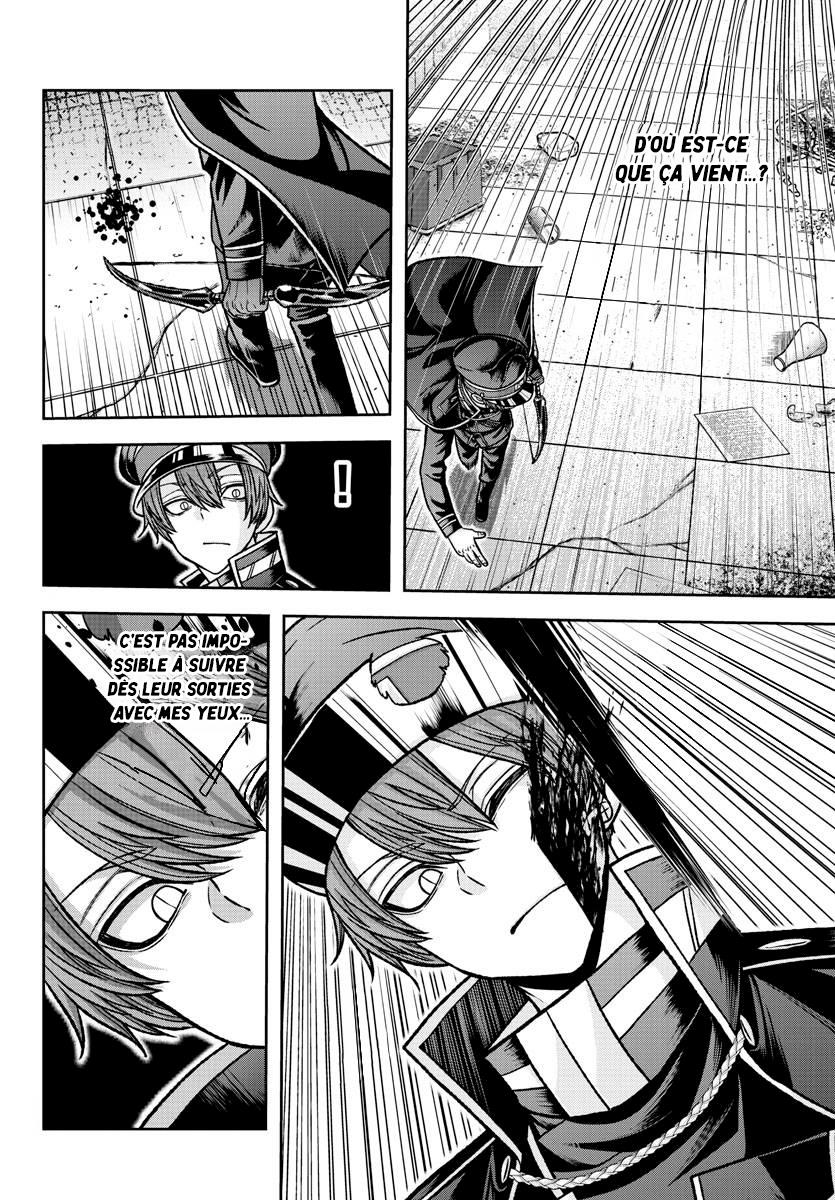 D'OÙ EST-CE
QUE ÇA VIENT...?
!
C'EST PAS IMPO-
SSIBLE À SUIVRE
DÈS LEUR SORTIES
AVEC MES YEUX...